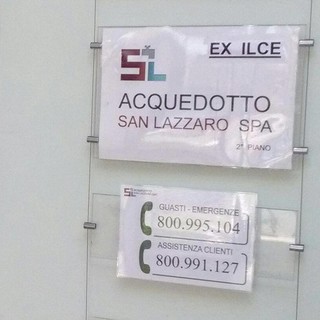 EX ILCE
SL
ACQUEDOTTO
SAN LAZZARO SPA
2° PIANO
GUASTI - EMERGENZE
800.995.104
ASSISTENZA CLIENTI
800.991.127